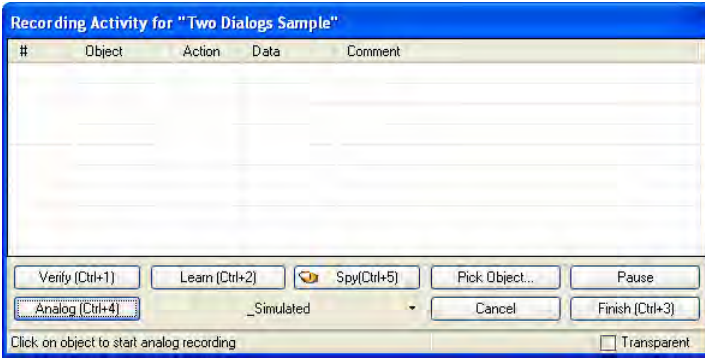 Recording Activity for "Two Dialogs Sample"
# Object Action Data Comment
Verify (Ctrl+1) Learn (Ctrl+2) Spy(Ctrl+5) Pick Object... Pause
Analog (Ctrl+4) _Simulated Cancel Finish (Ctrl+3)
Click on object to start analog recording Transparent